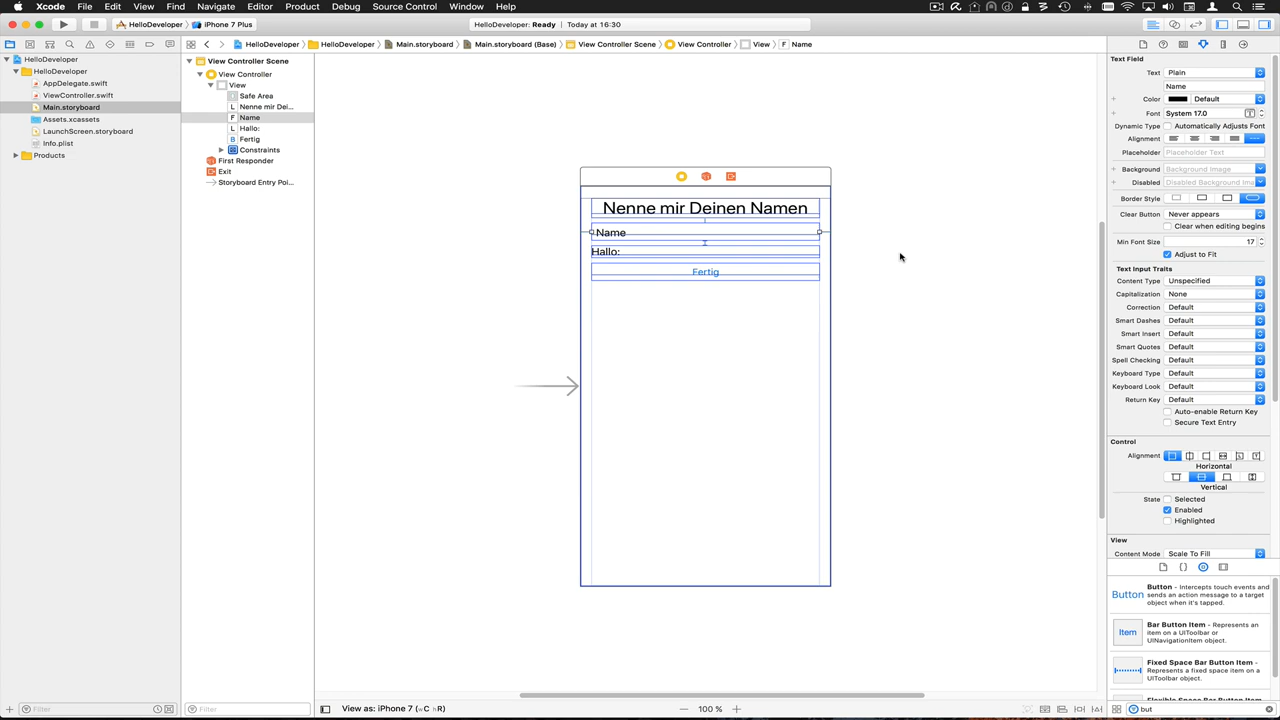 Xcode File Edit View Find Navigate Editor Product Debug Source Control Window Help
HelloDeveloper iPhone 7 Plus HelloDeveloper: Ready Today at 16:30
HelloDeveloper HelloDeveloper Main.storyboard Main.storyboard (Base) View Controller Scene View Controller View F Name
HelloDeveloper
HelloDeveloper
AppDelegate.swift
ViewController.swift
Main.storyboard
Assets.xcassets
LaunchScreen.storyboard
Info.plist
Products
Filter
View Controller Scene
View Controller
View
Safe Area
L Nenne mir Dei...
F Name
L Hallo:
B Fertig
Constraints
First Responder
Exit
Storyboard Entry Poi...
Filter
Nenne mir Deinen Namen
Name
Hallo:
Fertig
View as: iPhone 7 (wC hR)
100 %
Text Field
Text Plain
Name
Color Default
Font System 17.0
Dynamic Type Automatically Adjusts Font
Alignment
Placeholder Placeholder Text
Background Background Image
Disabled Disabled Background Ima
Border Style
Clear Button Never appears
Clear when editing begins
Min Font Size 17
Adjust to Fit
Text Input Traits
Content Type Unspecified
Capitalization None
Correction Default
Smart Dashes Default
Smart Insert Default
Smart Quotes Default
Spell Checking Default
Keyboard Type Default
Keyboard Look Default
Return Key Default
Auto-enable Return Key
Secure Text Entry
Control
Alignment
Horizontal
Vertical
State Selected
Enabled
Highlighted
View
Content Mode Scale To Fill
Button
Button - Intercepts touch events and
sends an action message to a target
object when it's tapped.
Item
Bar Button Item - Represents an
item on a UIToolbar or
UINavigationItem object.
Fixed Space Bar Button Item -
Represents a fixed space item on a
UIToolbar object.
but